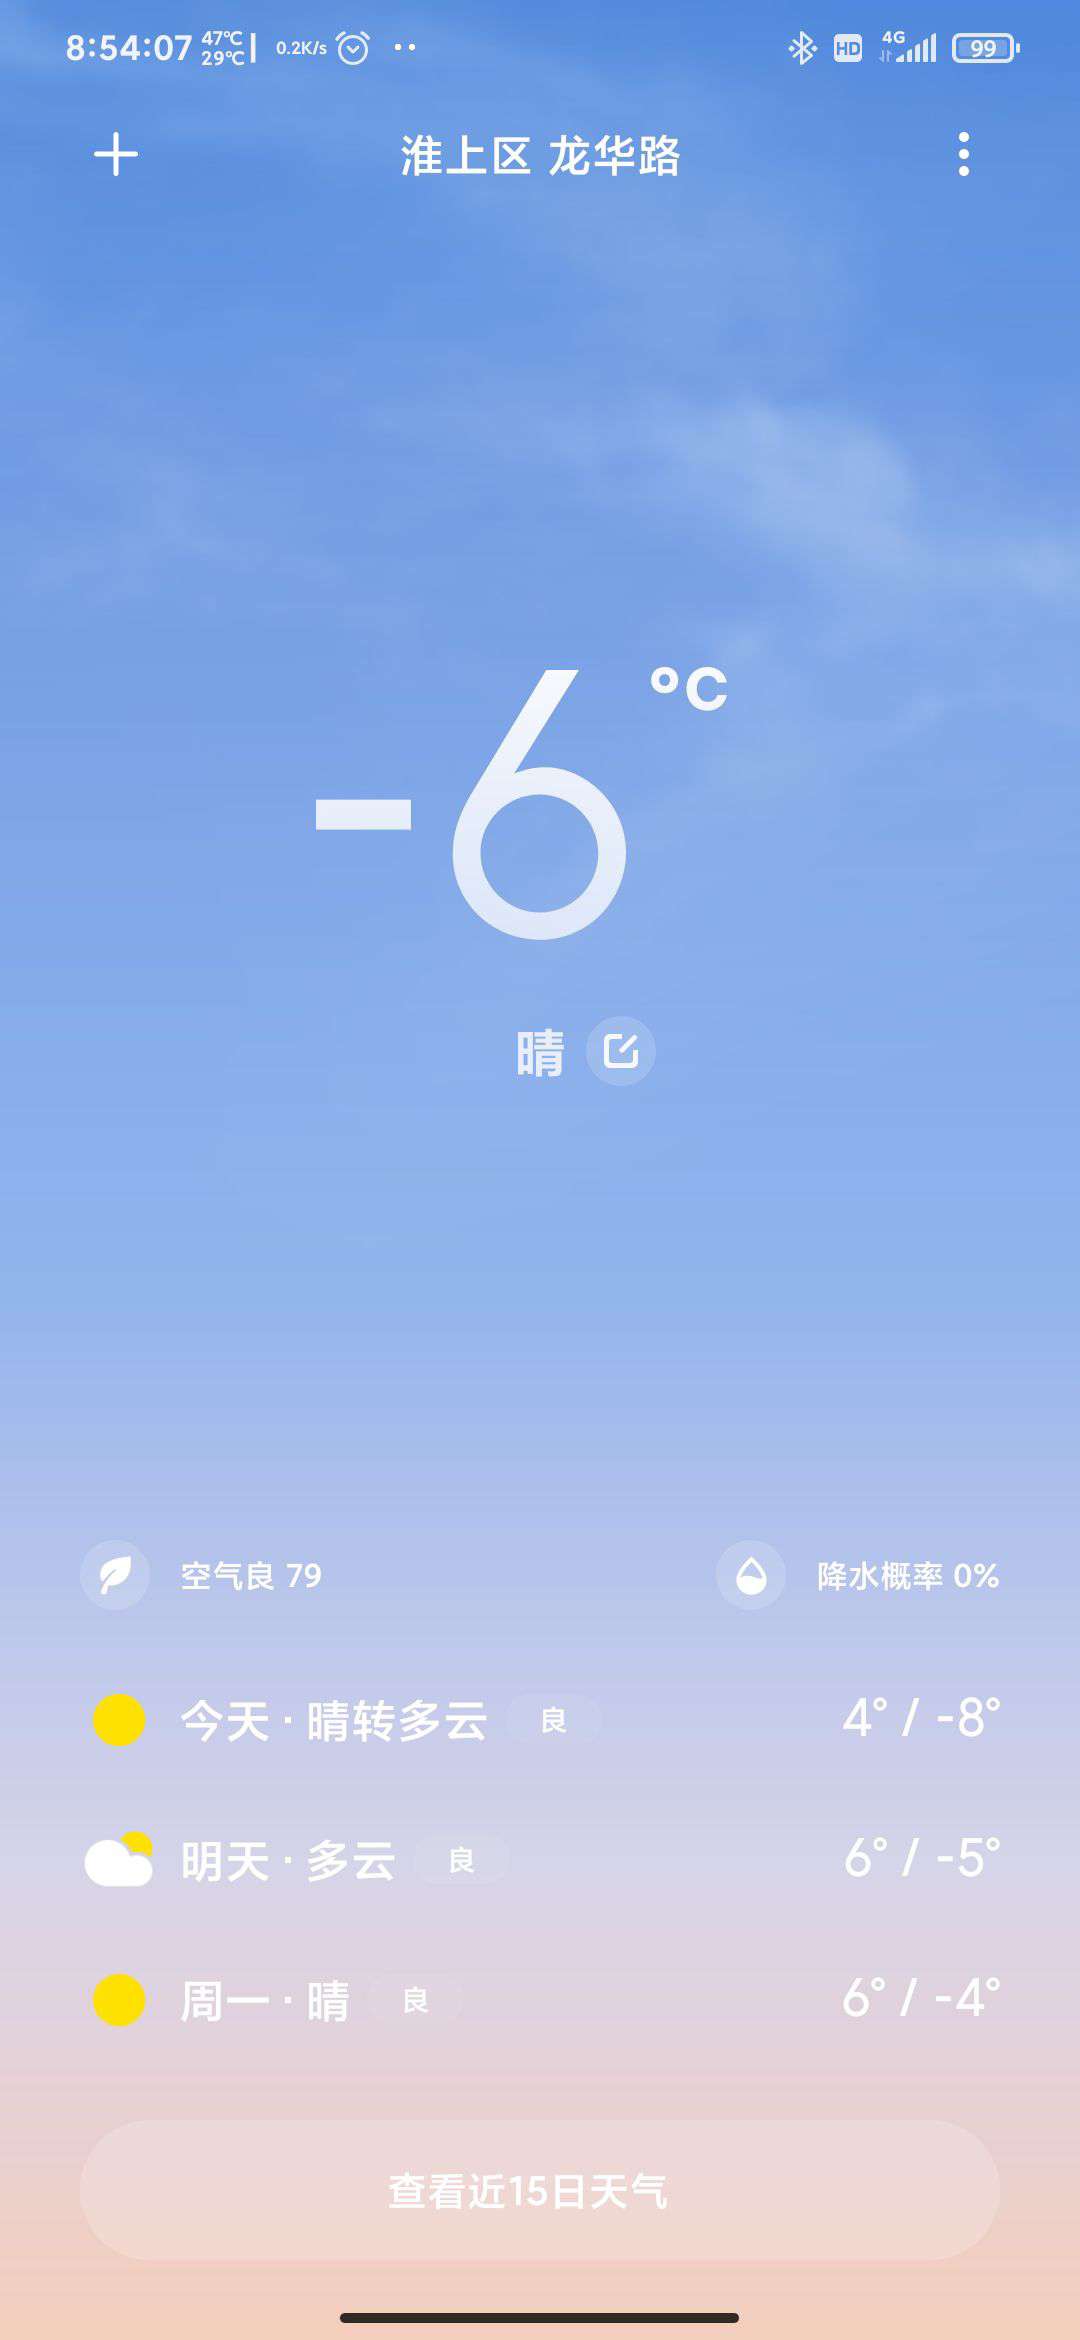 8:54:07 47℃ 29℃ 0.2K/s HD 4G 99
淮上区 龙华路
-6 °C
晴
空气良 79 降水概率 0%
今天 · 晴转多云 良 4° / -8°
明天 · 多云 良 6° / -5°
周一 · 晴 良 6° / -4°
查看近15日天气